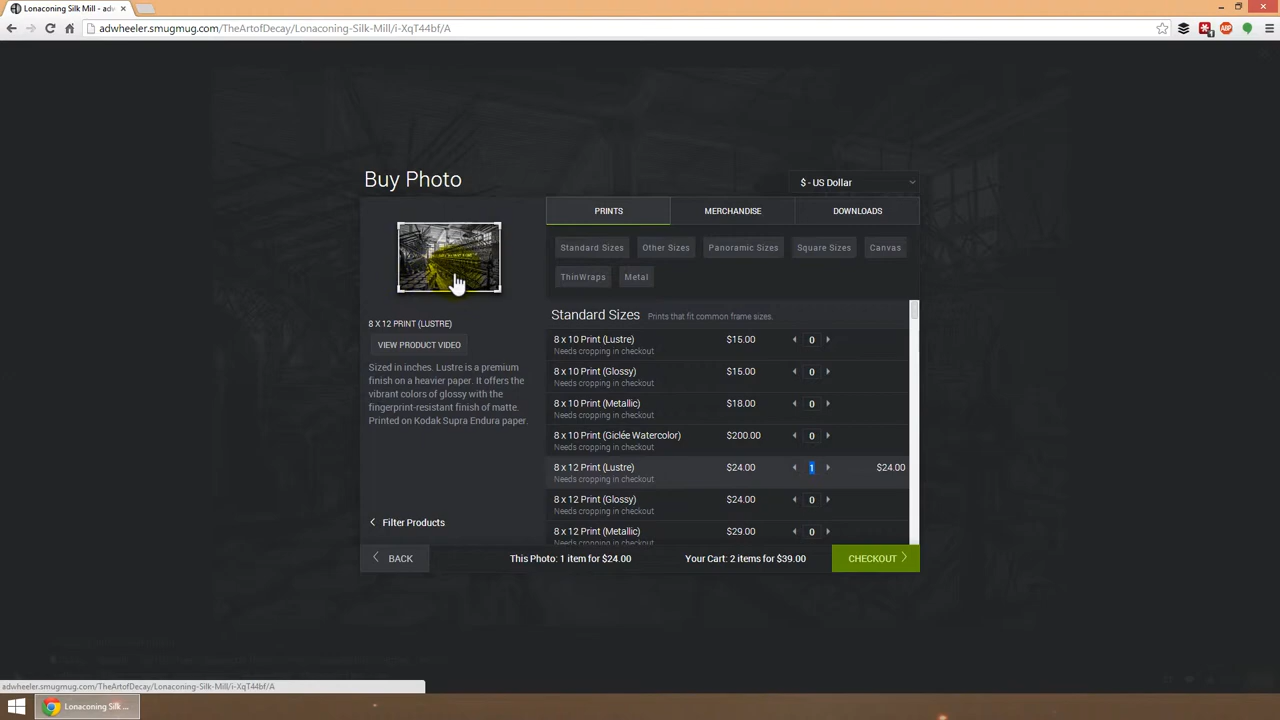 Lonaconing Silk Mill - adw
adwheeler.smugmug.com/TheArtofDecay/Lonaconing-Silk-Mill/i-XqT44bf/A
Buy Photo
$ - US Dollar
PRINTS
MERCHANDISE
DOWNLOADS
Standard Sizes
Other Sizes
Panoramic Sizes
Square Sizes
Canvas
ThinWraps
Metal
8 X 12 PRINT (LUSTRE)
VIEW PRODUCT VIDEO
Sized in inches. Lustre is a premium
finish on a heavier paper. It offers the
vibrant colors of glossy with the
fingerprint-resistant finish of matte.
Printed on Kodak Supra Endura paper.
Filter Products
Standard Sizes Prints that fit common frame sizes.
8 x 10 Print (Lustre) $15.00 0
Needs cropping in checkout
8 x 10 Print (Glossy) $15.00 0
Needs cropping in checkout
8 x 10 Print (Metallic) $18.00 0
Needs cropping in checkout
8 x 10 Print (Giclée Watercolor) $200.00 0
Needs cropping in checkout
8 x 12 Print (Lustre) $24.00 1 $24.00
Needs cropping in checkout
8 x 12 Print (Glossy) $24.00 0
Needs cropping in checkout
8 x 12 Print (Metallic) $29.00 0
Needs cropping in checkout
BACK
This Photo: 1 item for $24.00
Your Cart: 2 items for $39.00
CHECKOUT
adwheeler.smugmug.com/TheArtofDecay/Lonaconing-Silk-Mill/i-XqT44bf/A
Lonaconing Silk ...